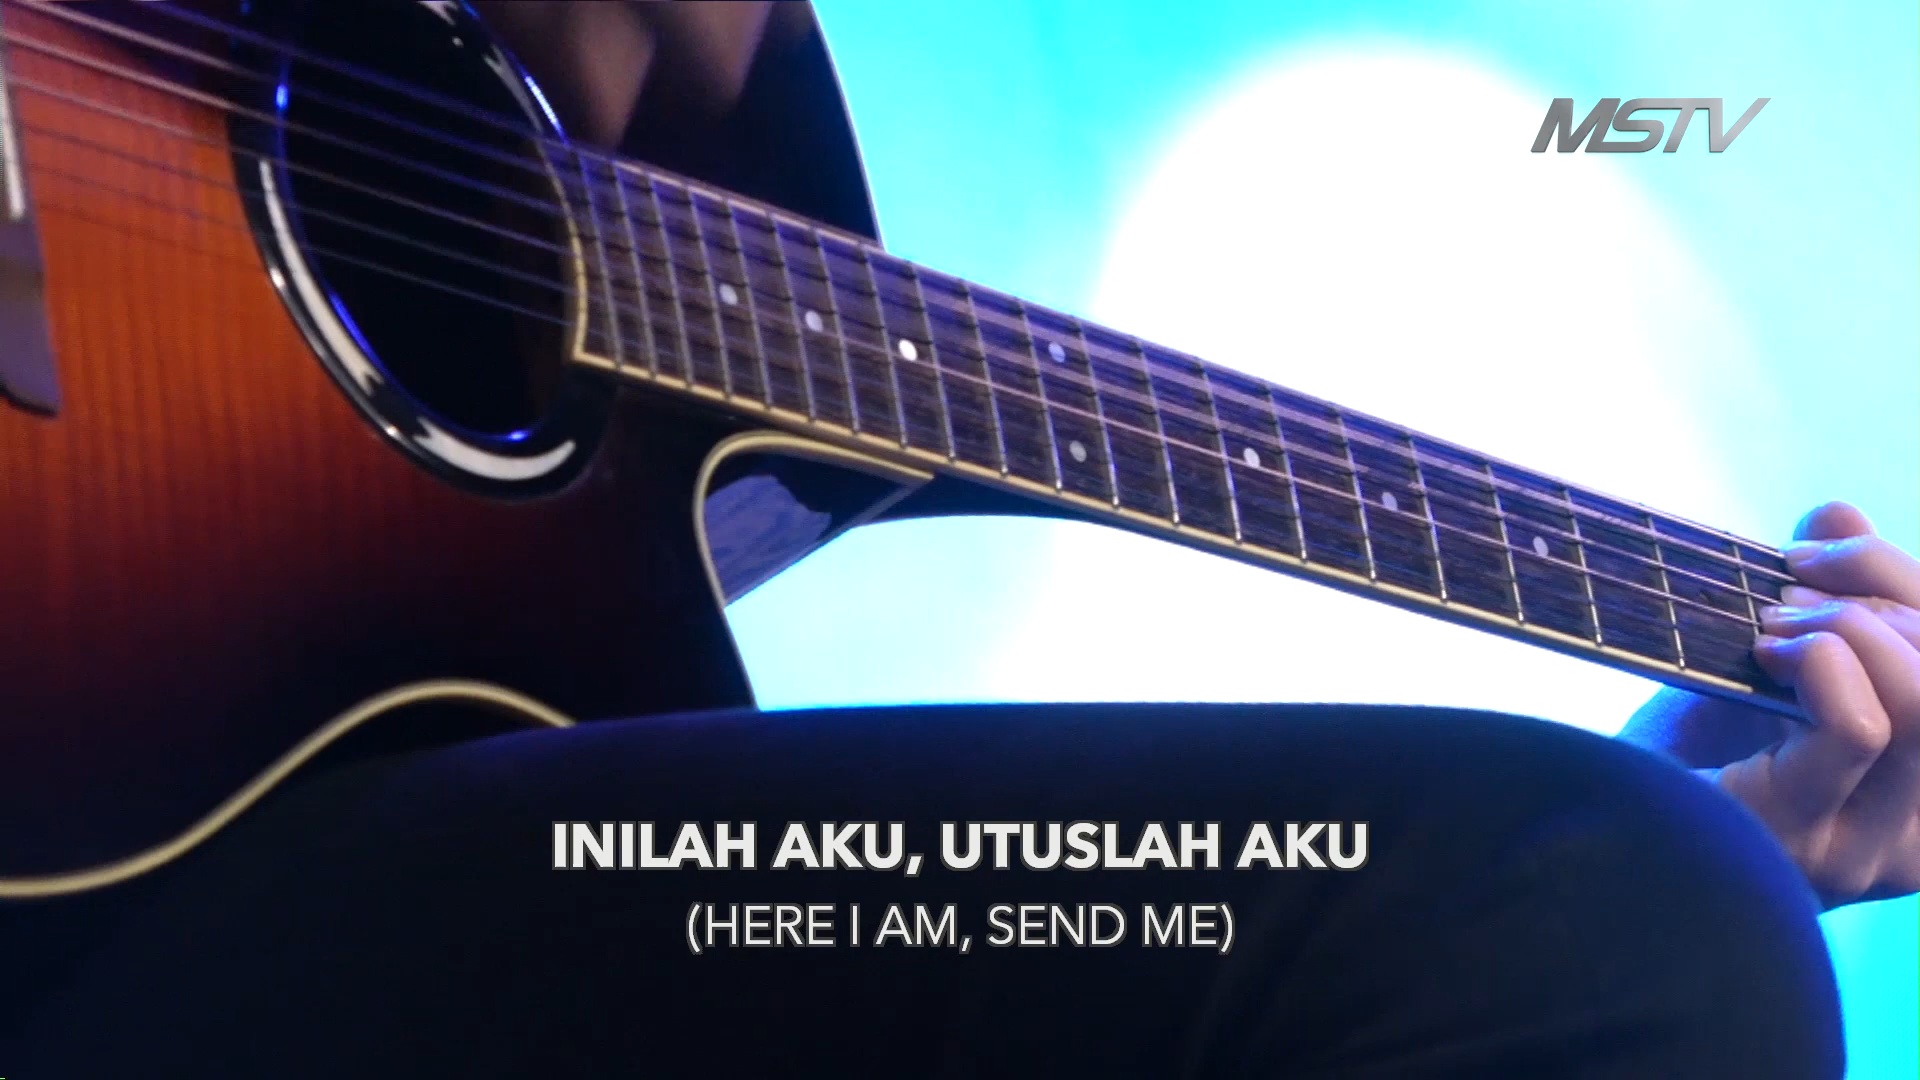 MSTV
INILAH AKU, UTUSLAH AKU
(HERE I AM, SEND ME)